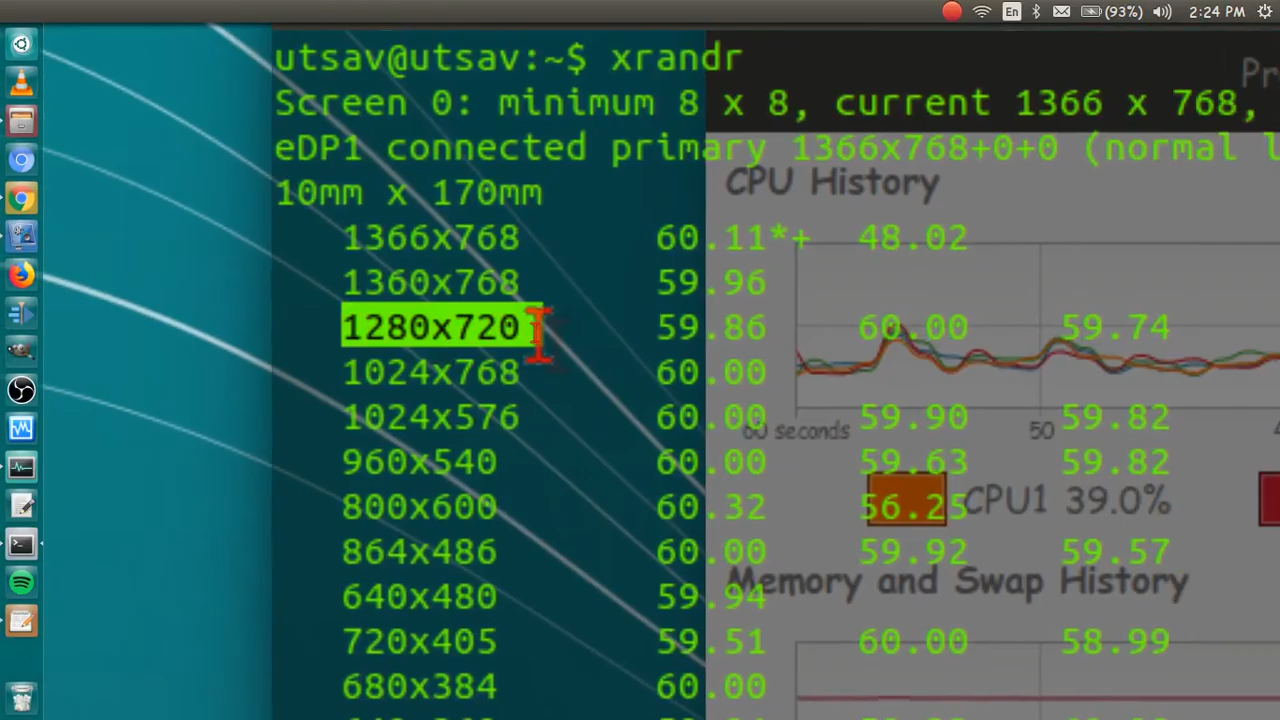 En (93%) 2:24 PM
utsav@utsav:~$ xrandr
Screen 0: minimum 8 x 8, current 1366 x 768,
eDP1 connected primary 1366x768+0+0 (normal l
10mm x 170mm
1366x768 60.11*+ 48.02
1360x768 59.96
1280x720 59.86 60.00 59.74
1024x768 60.00
1024x576 60.00 59.90 59.82
960x540 60.00 59.63 59.82
800x600 60.32 56.25
864x486 60.00 59.92 59.57
640x480 59.94
720x405 59.51 60.00 58.99
680x384 60.00
Pr
CPU History
60 seconds 50
CPU1 39.0%
Memory and Swap History